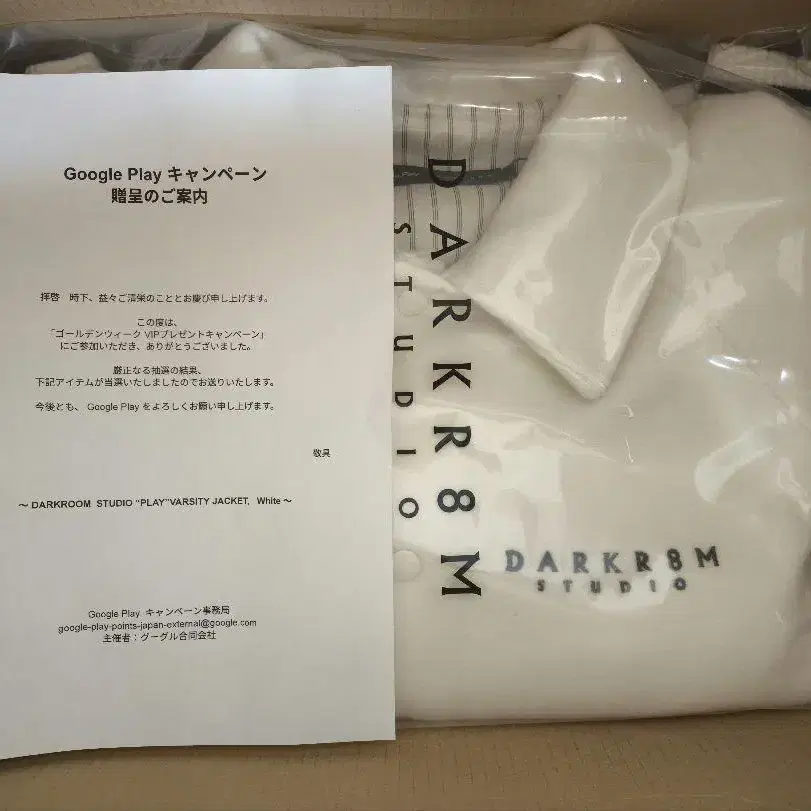 Google Play キャンペーン
贈呈のご案内
拝啓 時下、益々ご清栄のこととお慶び申し上げます。
この度は、
「ゴールデンウィーク VIPプレゼントキャンペーン」
にご参加いただき、ありがとうございました。
厳正なる抽選の結果、
下記アイテムが当選いたしましたのでお送りいたします。
今後とも、 Google Play をよろしくお願い申し上げます。
敬具
～ DARKROOM STUDIO “PLAY”VARSITY JACKET, White ～
Google Play キャンペーン事務局
google-play-points-japan-external@google.com
主催者：グーグル合同会社
DARKR8M
STUDIO
DARKR8M
STUDIO